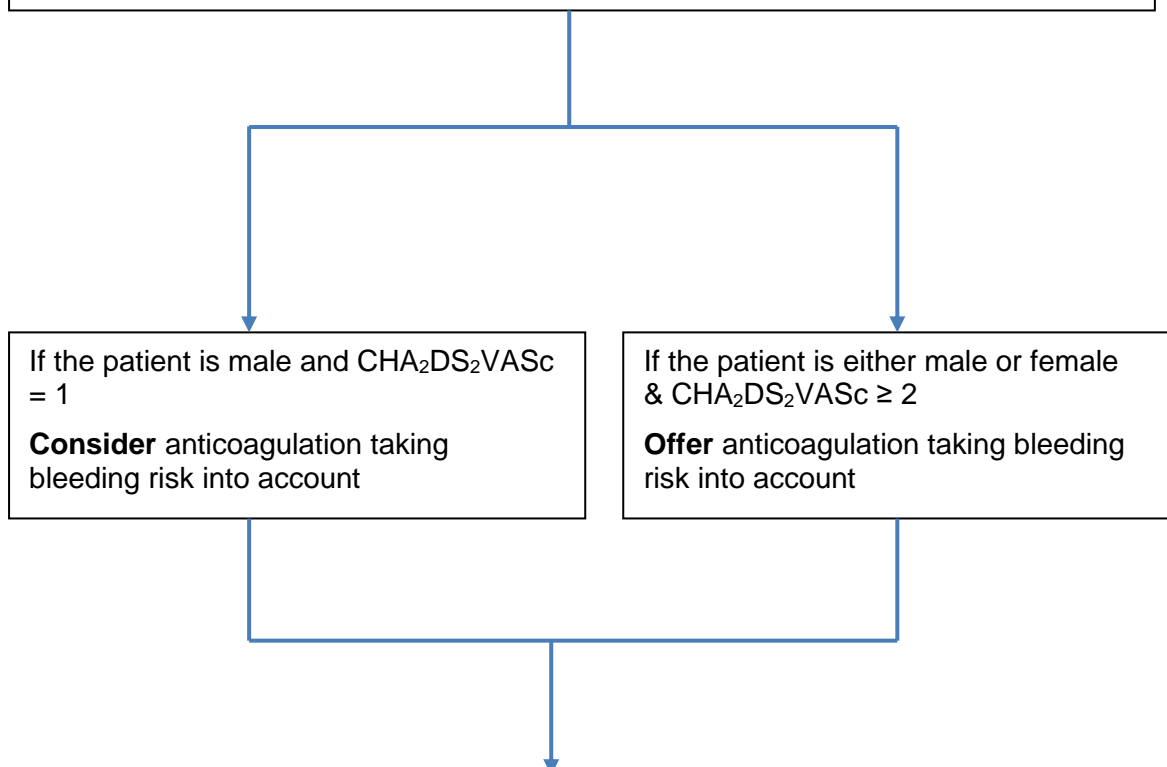 If the patient is male and CHA₂DS₂VASc
= 1
Consider anticoagulation taking
bleeding risk into account
If the patient is either male or female
& CHA₂DS₂VASc ≥ 2
Offer anticoagulation taking bleeding
risk into account